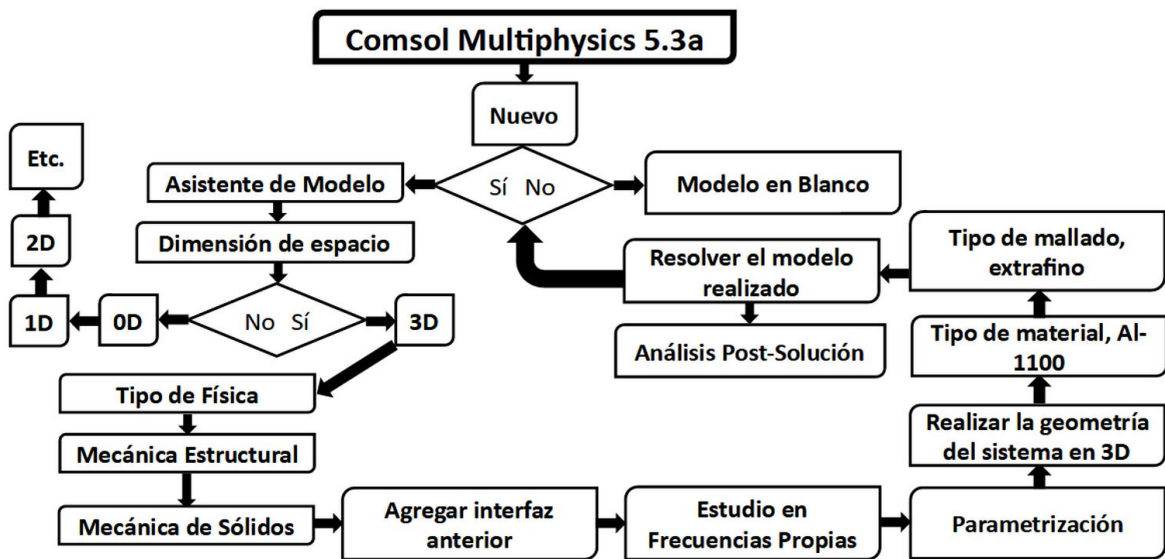 Comsol Multiphysics 5.3a
Nuevo
Sí No
Asistente de Modelo
Modelo en Blanco
Dimensión de espacio
No Sí
3D
0D
1D
2D
Etc.
Tipo de Física
Mecánica Estructural
Mecánica de Sólidos
Agregar interfaz
anterior
Estudio en
Frecuencias Propias
Parametrización
Realizar la geometría
del sistema en 3D
Tipo de material, Al-
1100
Tipo de mallado,
extrafino
Resolver el modelo
realizado
Análisis Post-Solución